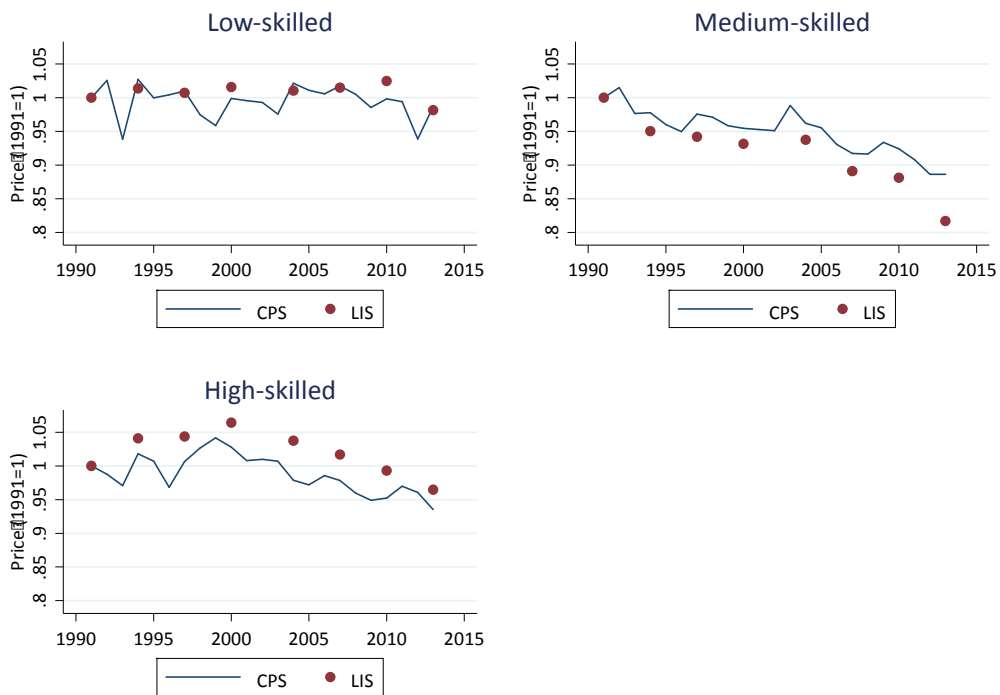 Low-skilled
Price (1991=1)
1.05
1
.95
.9
.85
.8
1990 1995 2000 2005 2010 2015
CPS LIS
Medium-skilled
Price (1991=1)
1.05
1
.95
.9
.85
.8
1990 1995 2000 2005 2010 2015
CPS LIS
High-skilled
Price (1991=1)
1.05
1
.95
.9
.85
.8
1990 1995 2000 2005 2010 2015
CPS LIS